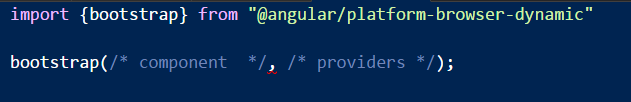 import {bootstrap} from "@angular/platform-browser-dynamic"
bootstrap(/* component  */, /* providers */);